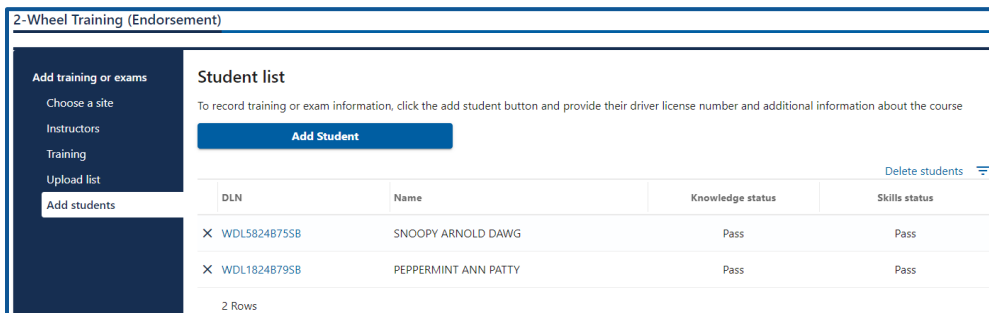 2-Wheel Training (Endorsement)
Add training or exams
Choose a site
Instructors
Training
Upload list
Add students
Student list
To record training or exam information, click the add student button and provide their driver license number and additional information about the course
Add Student
Delete students
DLN Name Knowledge status Skills status
WDL5824B75SB SNOOPY ARNOLD DAWG Pass Pass
WDL1824B79SB PEPPERMINT ANN PATTY Pass Pass
2 Rows